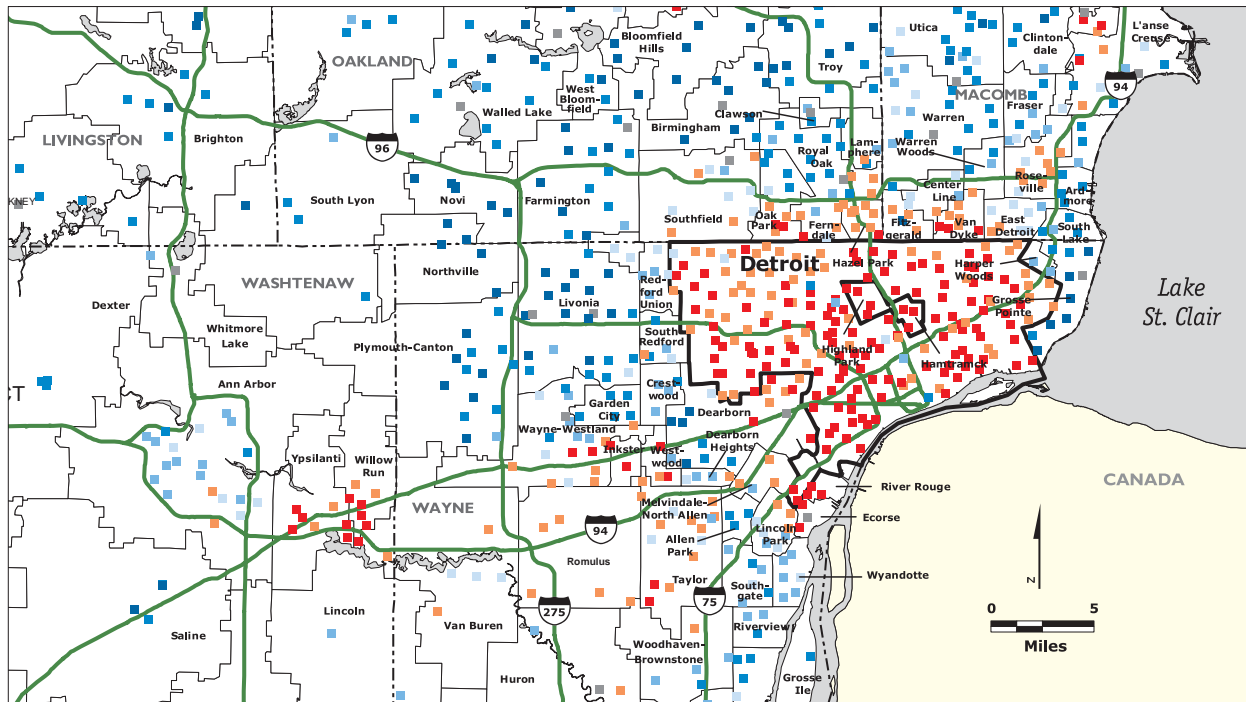 Utica
Clinton-
dale
L'anse
Creuse
Bloomfield
Hills
OAKLAND
Troy
94
West
Bloom-
field
MACOMB
Fraser
Walled Lake
Clawson
Warren
LIVINGSTON
Brighton
96
Birmingham
Royal
Oak
Lam-
phere
Warren
Woods
Center
Line
Rose-
ville
Ard-
more
KNEY
South Lyon
Novi
Farmington
Southfield
Oak
Park
Fern-
dale
Fitz-
gerald
Van
Dyke
East
Detroit
South
Lake
Detroit
Hazel Park
Harper
Woods
Northville
WASHTENAW
Red-
ford
Union
Livonia
Grosse
Pointe
Lake
St. Clair
Dexter
Whitmore
Lake
South
Redford
Plymouth-Canton
Highland
Park
Hamtramck
CT
Ann Arbor
Crest-
wood
Garden
City
Dearborn
Wayne-Westland
Dearborn
Heights
Inkster
West-
wood
Ypsilanti
Willow
Run
CANADA
River Rouge
WAYNE
Melvindale-
North Allen
Ecorse
94
Lincoln
Park
Allen
Park
Romulus
Wyandotte
Taylor
South-
gate
N
275
75
0 5
Miles
Lincoln
Van Buren
Riverview
Saline
Woodhaven-
Brownstone
Huron
Grosse
Ile